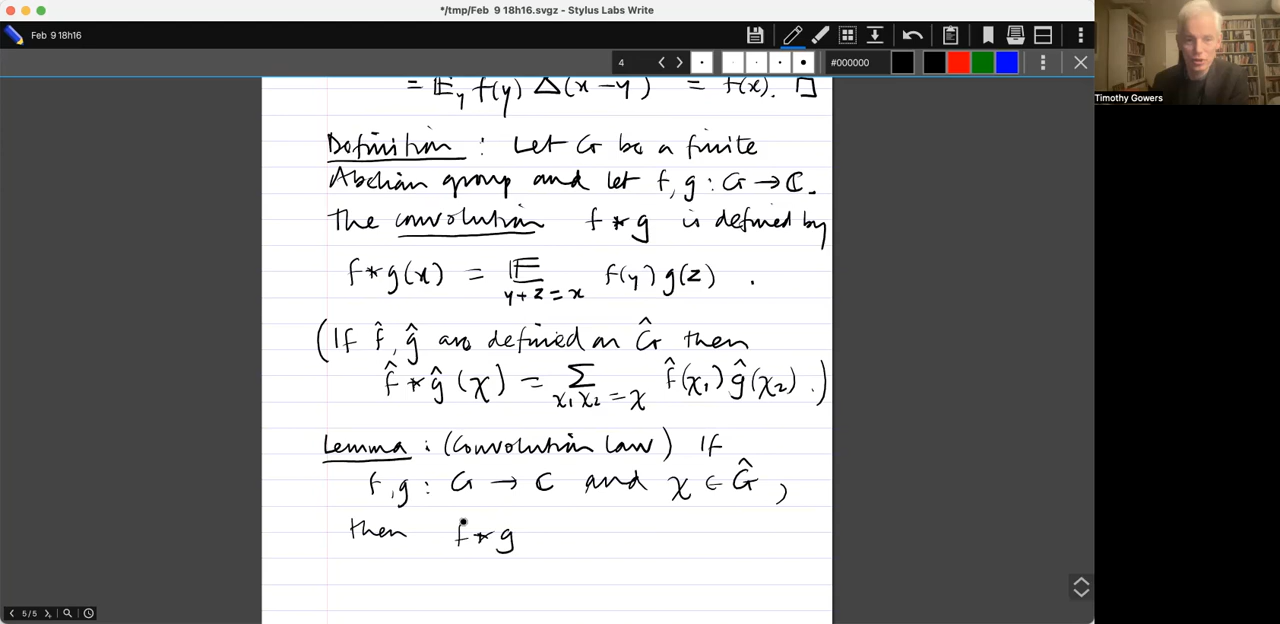 */tmp/Feb 9 18h16.svgz - Stylus Labs Write
Feb 9 18h16
4
#000000
Timothy Gowers
= 𝔼_y f(y) Δ(x−y) = f(x). □
Definition : Let G be a finite
Abelian group and let f, g : G → ℂ.
The convolution f * g is defined by
f*g(x) = 𝔼_{y+z=x} f(y) g(z) .
(If f̂, ĝ are defined on Ĝ then
f̂ * ĝ (χ) = Σ_{χ₁χ₂=χ} f̂(χ₁) ĝ(χ₂) .)
Lemma : (Convolution Law) If
f, g : G → ℂ and χ ∈ Ĝ ,
then f * g
5/5